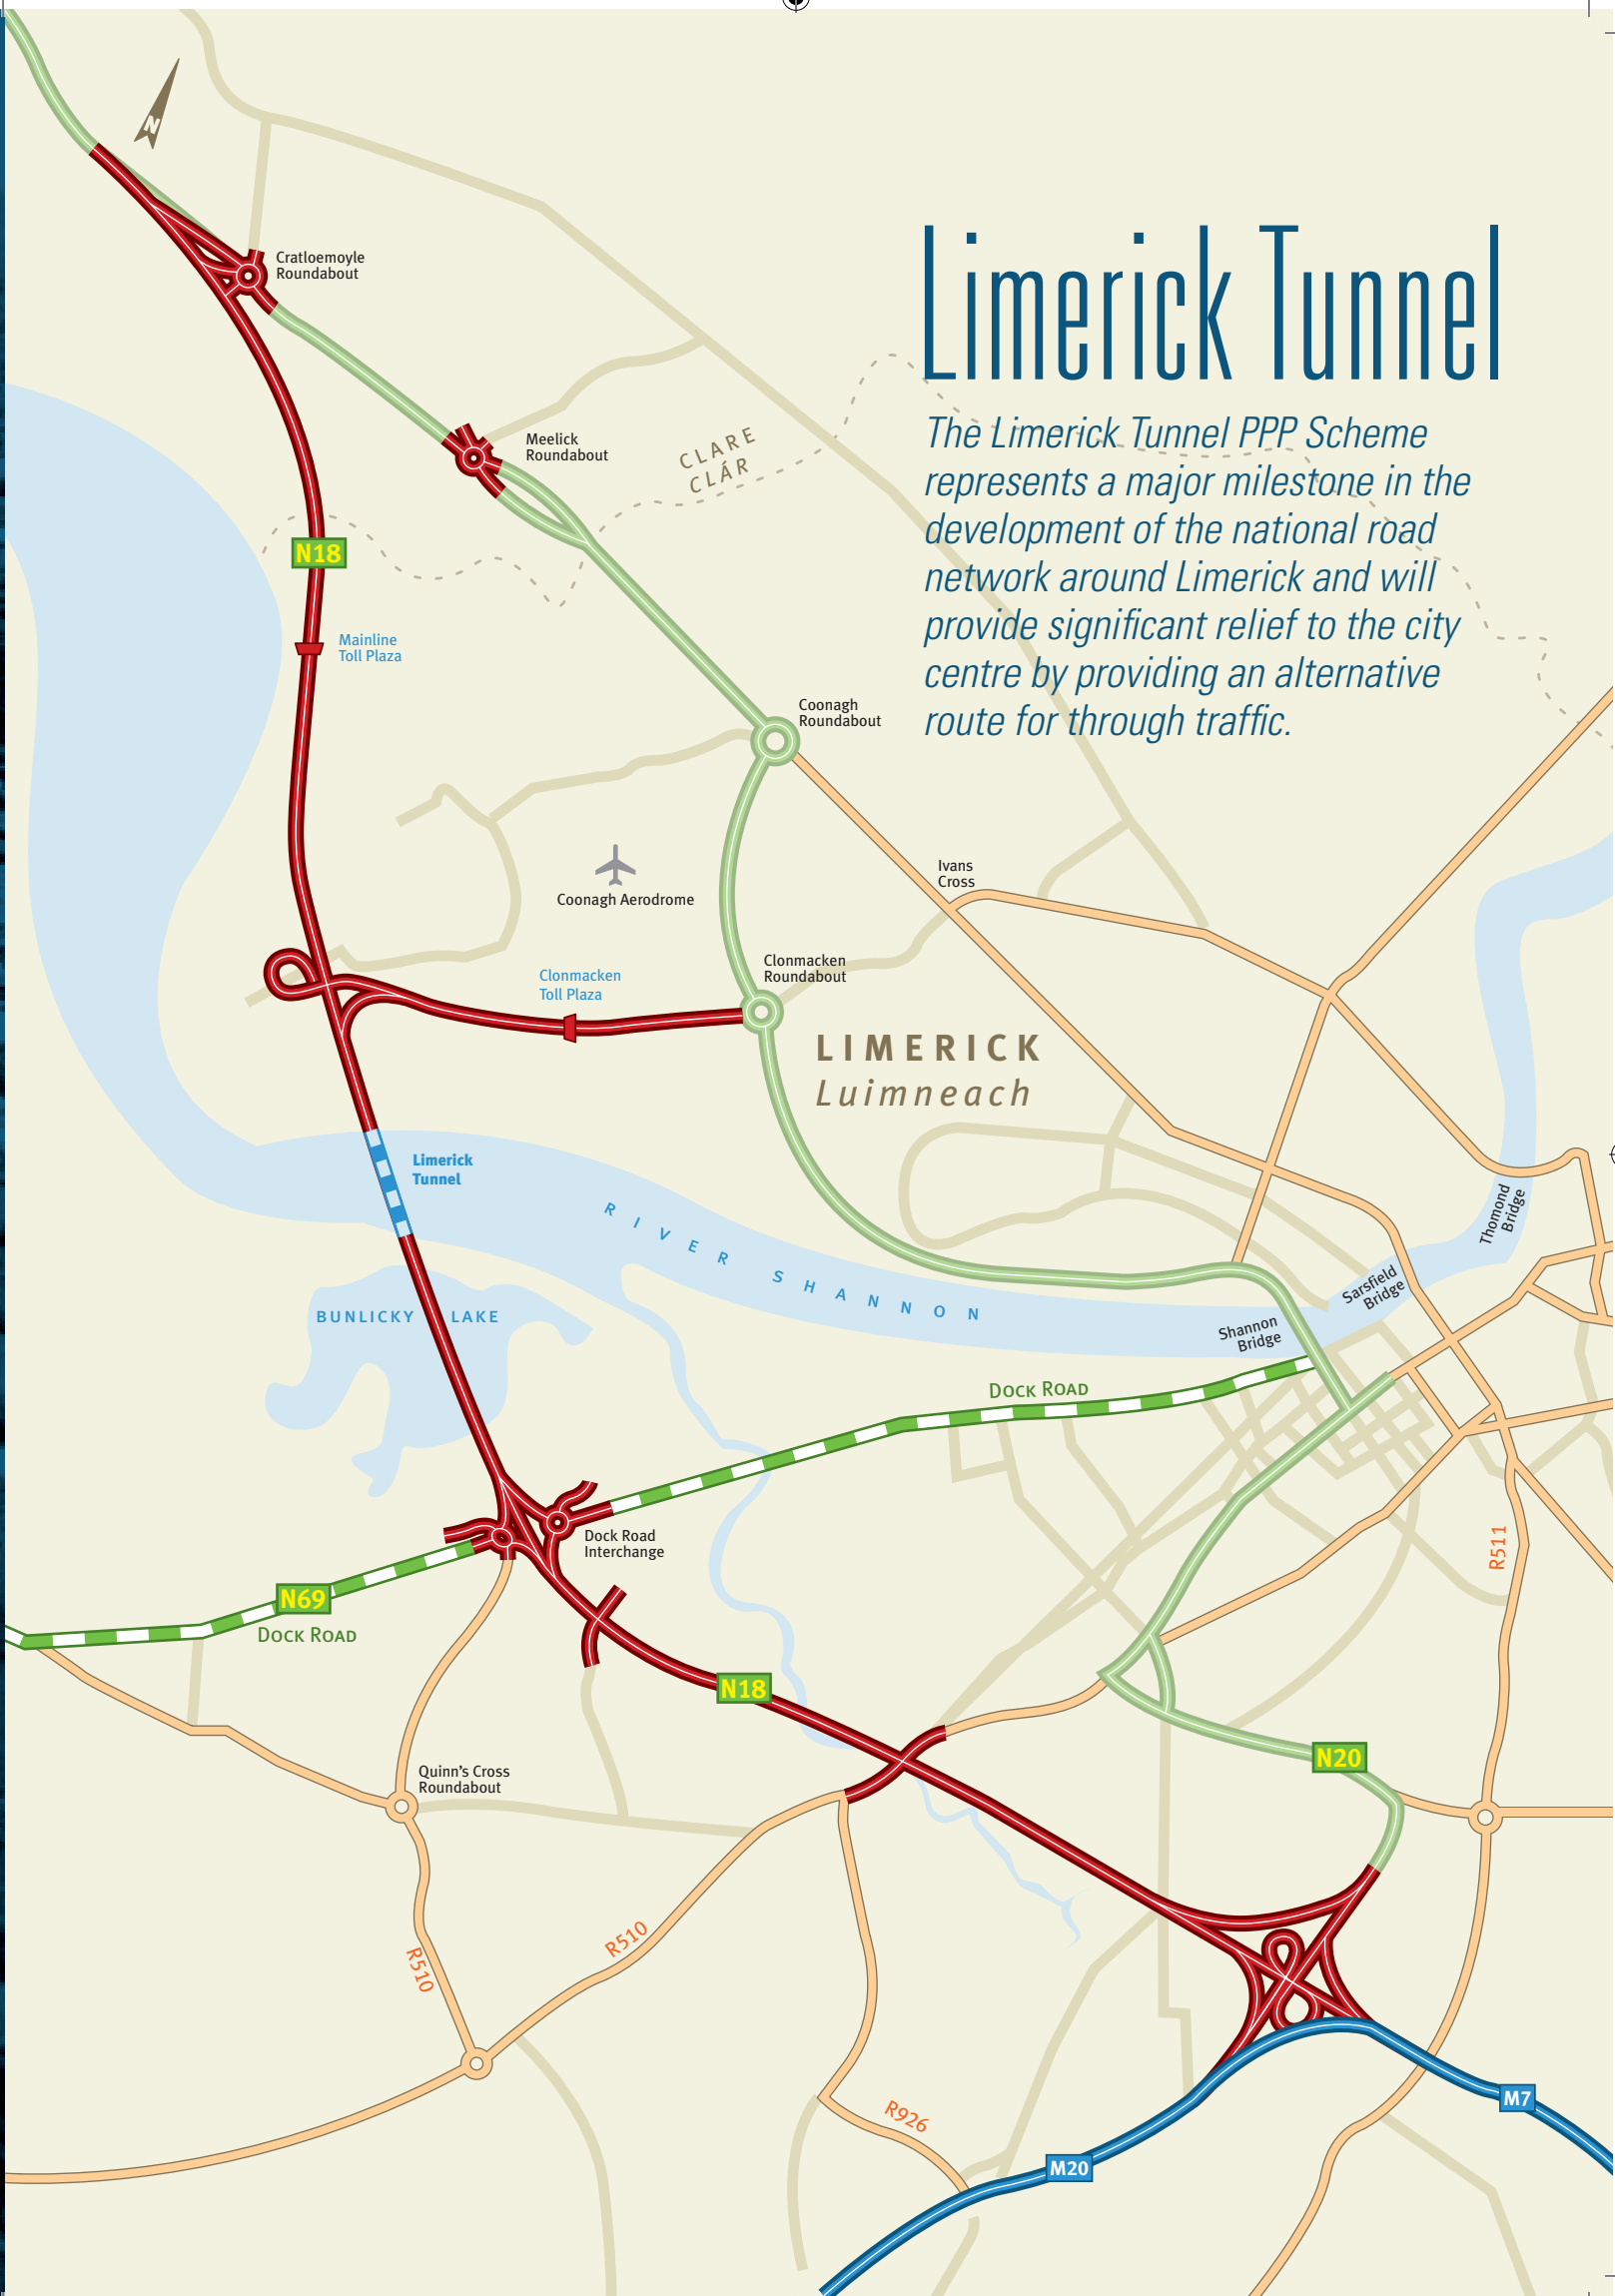 N
Cratloemoyle
Roundabout
Limerick Tunnel
The Limerick Tunnel PPP Scheme
represents a major milestone in the
development of the national road
network around Limerick and will
provide significant relief to the city
centre by providing an alternative
route for through traffic.
Meelick
Roundabout
CLARE
CLÁR
N18
Mainline
Toll Plaza
Coonagh
Roundabout
Ivans
Cross
Coonagh Aerodrome
Clonmacken
Roundabout
Clonmacken
Toll Plaza
LIMERICK
Luimneach
Limerick
Tunnel
RIVER SHANNON
Thomond
Bridge
Sarsfield
Bridge
Shannon
Bridge
BUNLICKY LAKE
Dock Road
Dock Road
Interchange
R511
N69
Dock Road
N18
N20
Quinn's Cross
Roundabout
R510
R510
R926
M7
M20